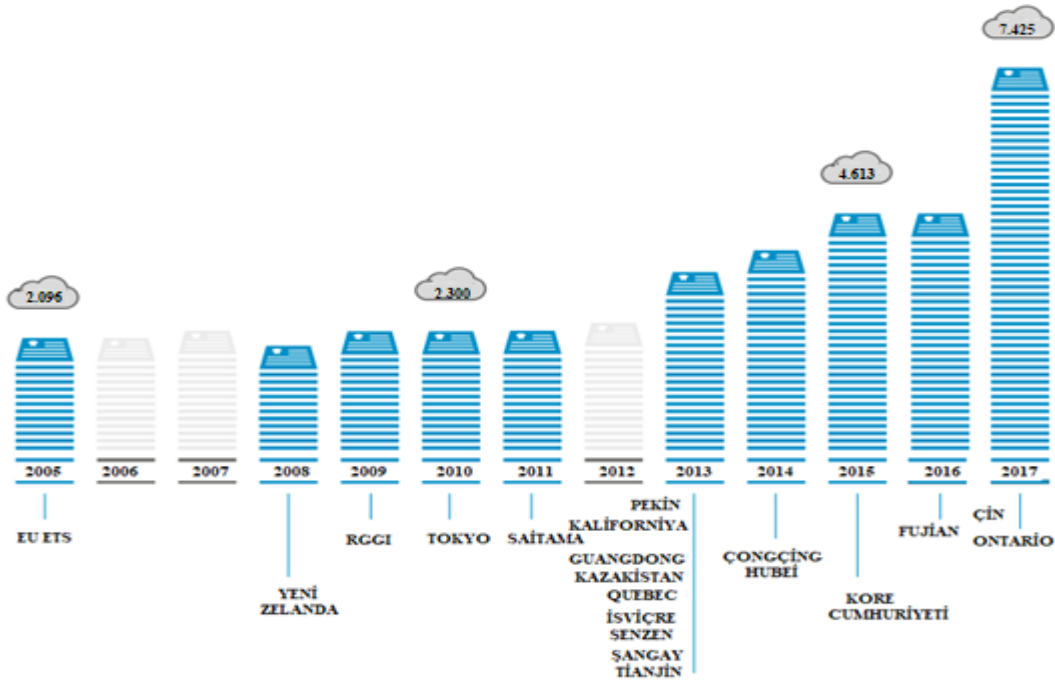 7.425
4.613
2.096
2.300
2005 2006 2007 2008 2009 2010 2011 2012 2013 2014 2015 2016 2017
EU ETS
YENİ
ZELANDA
RGGI
TOKYO
SAİTAMA
PEKİN
KALİFORNİYA
GUANGDONG
KAZAKİSTAN
QUEBEC
İSVİÇRE
ŞENZEN
ŞANGAY
TİANJİN
ÇONGÇİNG
HUBEİ
KORE
CUMHURİYETİ
FUJİAN
ÇİN
ONTARİO